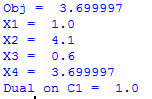 Obj =  3.699997
X1 =  1.0
X2 =  4.1
X3 =  0.6
X4 =  3.699997
Dual on C1 =  1.0